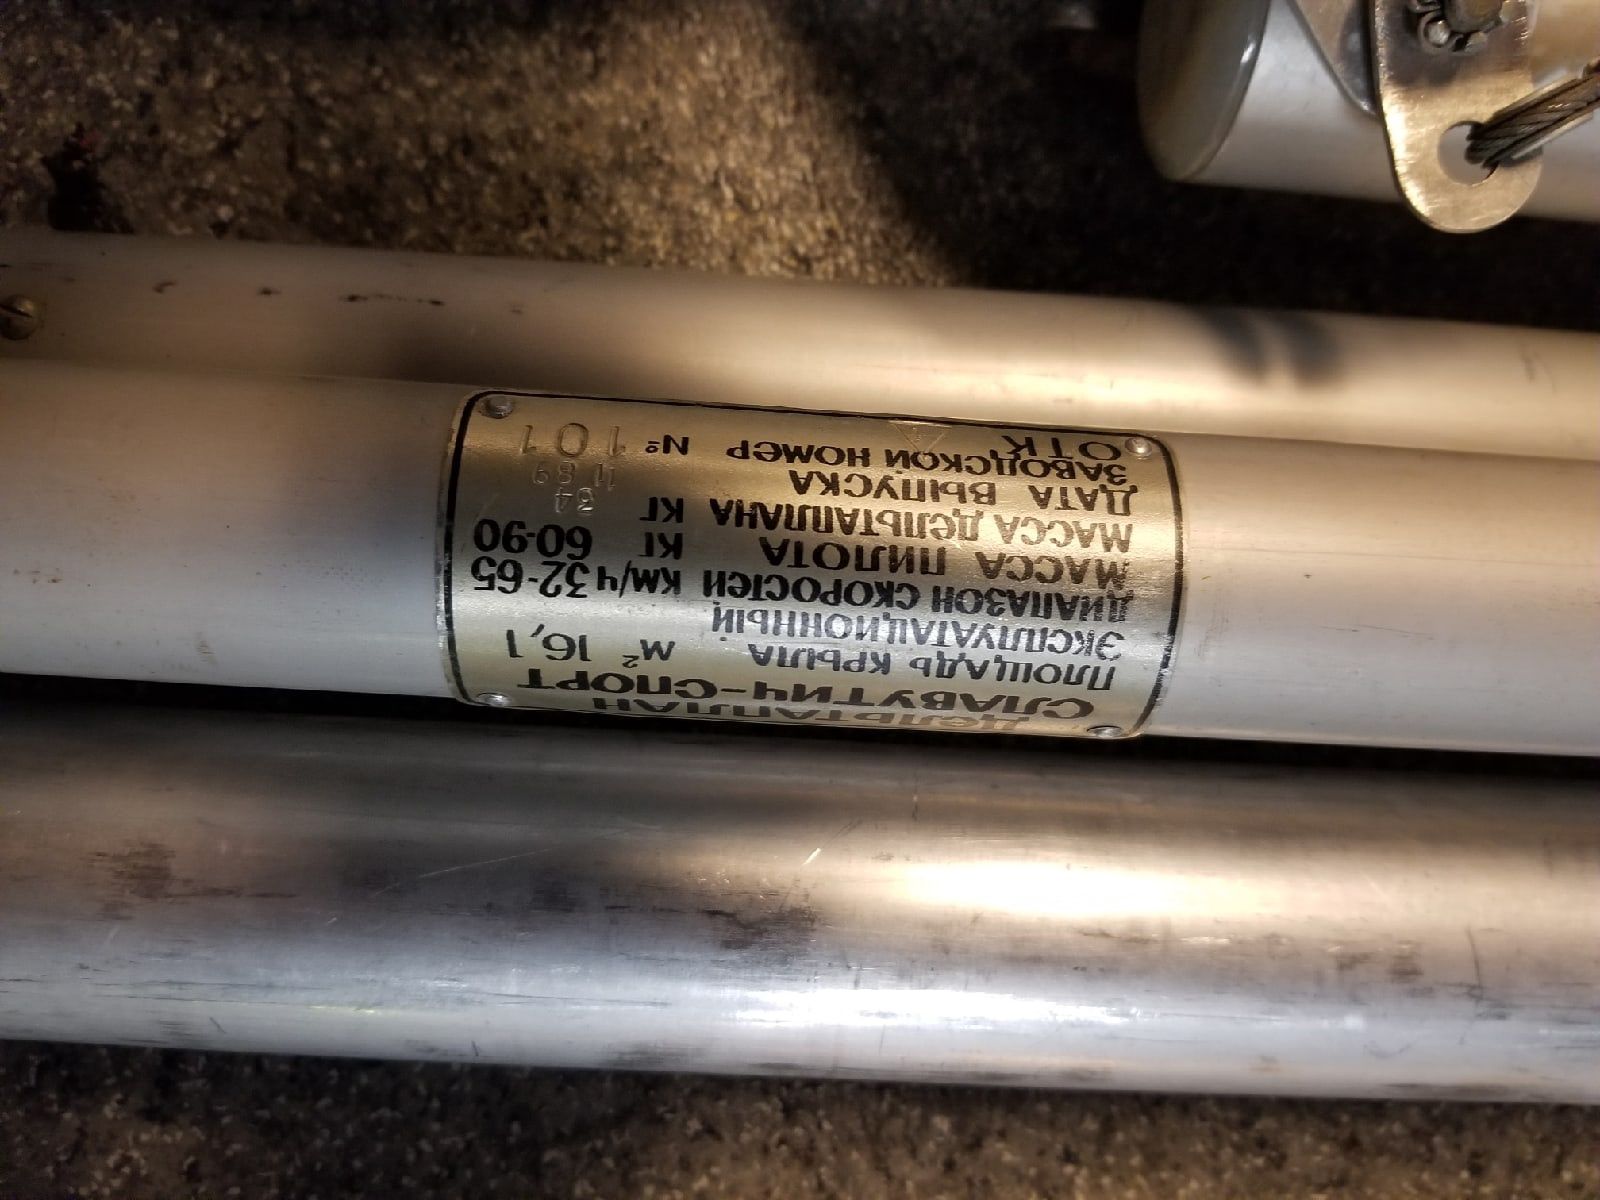 ДЕЛЬТАПЛАН
СЛАВУТИЧ-СПОРТ
ПЛОЩАДЬ КРЫЛА М² 16,1
ЭКСПЛУАТАЦИОННЫЙ
ДИАПАЗОН СКОРОСТЕЙ КМ/Ч 32-65
МАССА ПИЛОТА КГ 60-90
МАССА ДЕЛЬТАПЛАНА КГ 34
ДАТА ВЫПУСКА 11 89
ЗАВОДСКОЙ НОМЕР № 101
ОТК